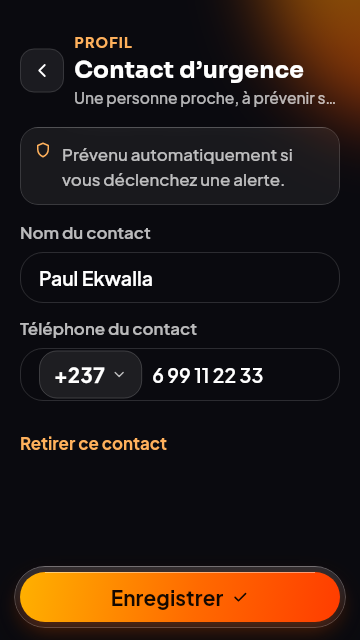 PROFIL
Contact d’urgence
Une personne proche, à prévenir s…
Prévenu automatiquement si
vous déclenchez une alerte.
Nom du contact
Paul Ekwalla
Téléphone du contact
+237 6 99 11 22 33
Retirer ce contact
Enregistrer